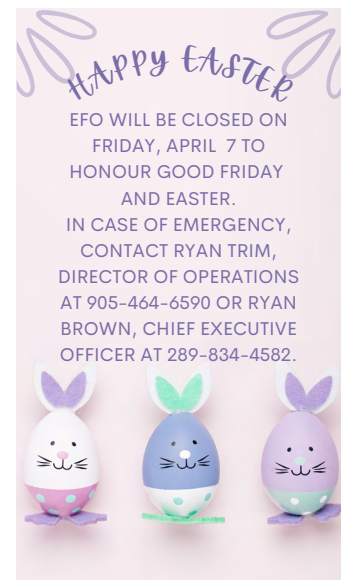 HAPPY EASTER
EFO WILL BE CLOSED ON
FRIDAY, APRIL 7 TO
HONOUR GOOD FRIDAY
AND EASTER.
IN CASE OF EMERGENCY,
CONTACT RYAN TRIM,
DIRECTOR OF OPERATIONS
AT 905-464-6590 OR RYAN
BROWN, CHIEF EXECUTIVE
OFFICER AT 289-834-4582.